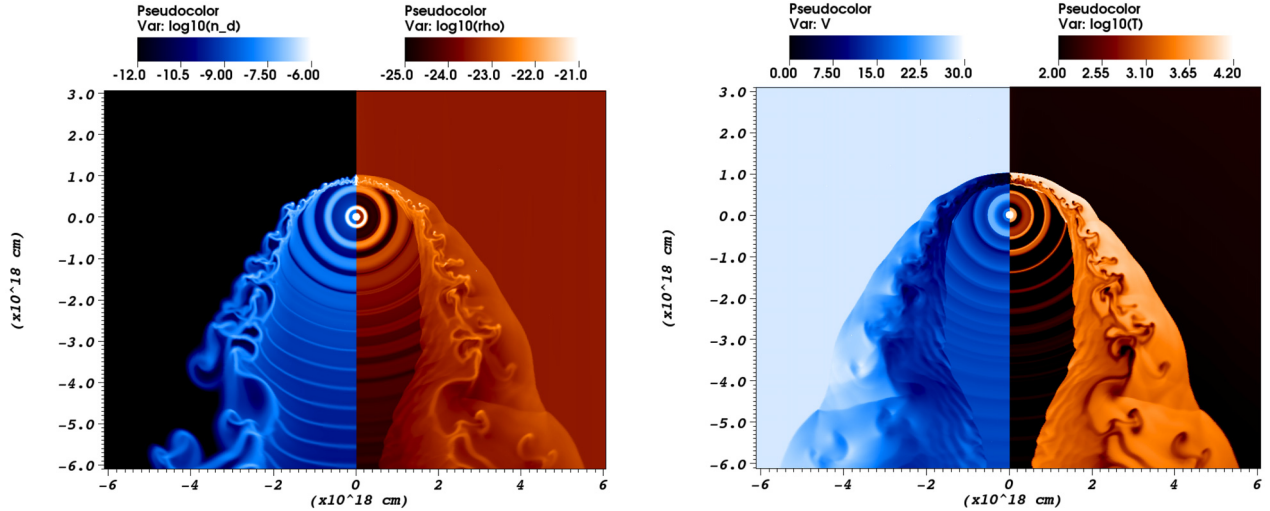 Pseudocolor
Var: log10(n_d)
-12.0 -10.5 -9.00 -7.50 -6.00
Pseudocolor
Var: log10(rho)
-25.0 -24.0 -23.0 -22.0 -21.0
3.0
2.0
1.0
0.0
-1.0
-2.0
-3.0
-4.0
-5.0
-6.0
(x10^18 cm)
-6 -4 -2 0 2 4 6
(x10^18 cm)
Pseudocolor
Var: V
0.00 7.50 15.0 22.5 30.0
Pseudocolor
Var: log10(T)
2.00 2.55 3.10 3.65 4.20
3.0
2.0
1.0
0.0
-1.0
-2.0
-3.0
-4.0
-5.0
-6.0
(x10^18 cm)
-6 -4 -2 0 2 4 6
(x10^18 cm)